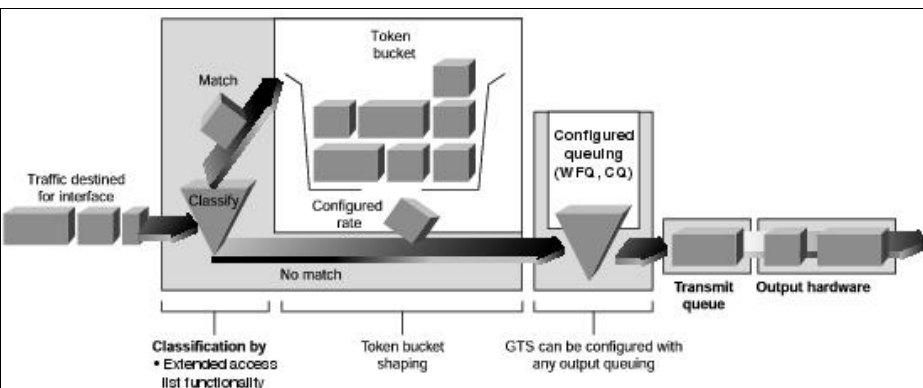 Token
bucket
Match
Configured
queuing
(WFQ, CQ)
Traffic destined
for interface
Classify
Configured
rate
No match
Transmit
queue
Output hardware
Classification by
• Extended access
list functionality
Token bucket
shaping
GTS can be configured with
any output queuing